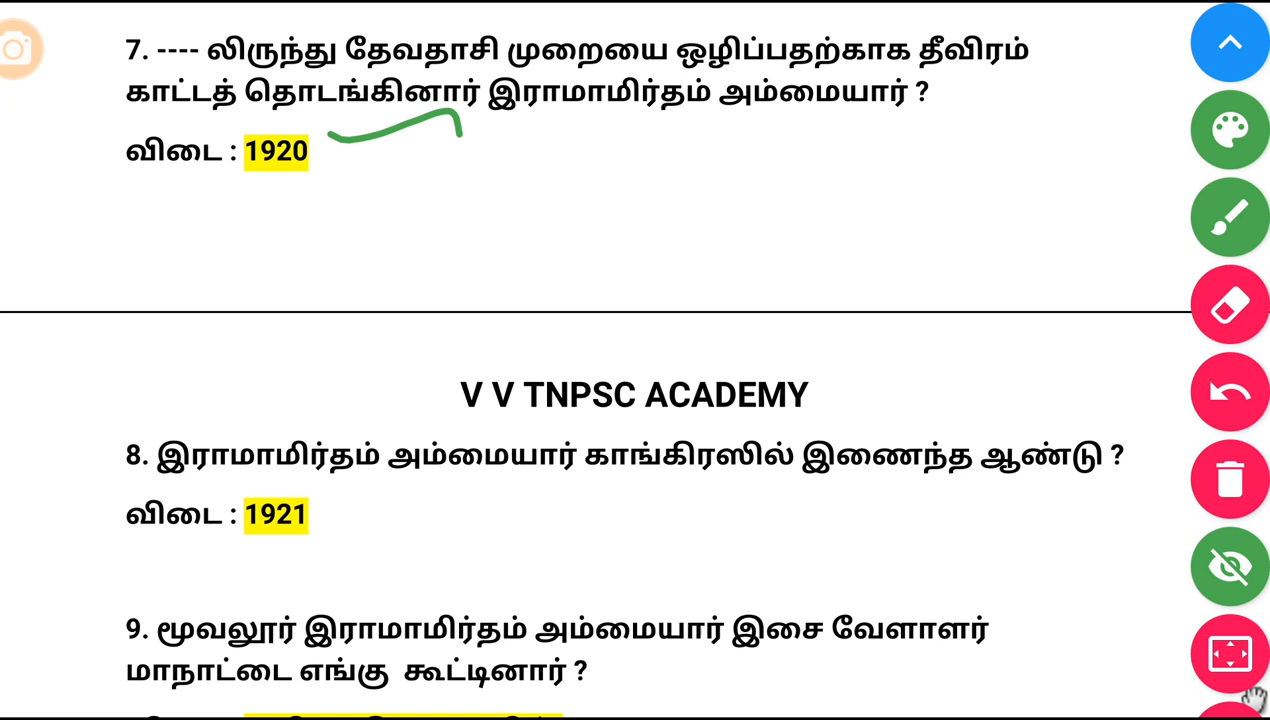 7. ---- லிருந்து தேவதாசி முறையை ஒழிப்பதற்காக தீவிரம்
காட்டத் தொடங்கினார் இராமாமிர்தம் அம்மையார் ?
விடை : 1920
V V TNPSC ACADEMY
8. இராமாமிர்தம் அம்மையார் காங்கிரஸில் இணைந்த ஆண்டு ?
விடை : 1921
9. மூவலூர் இராமாமிர்தம் அம்மையார் இசை வேளாளர்
மாநாட்டை எங்கு கூட்டினார் ?